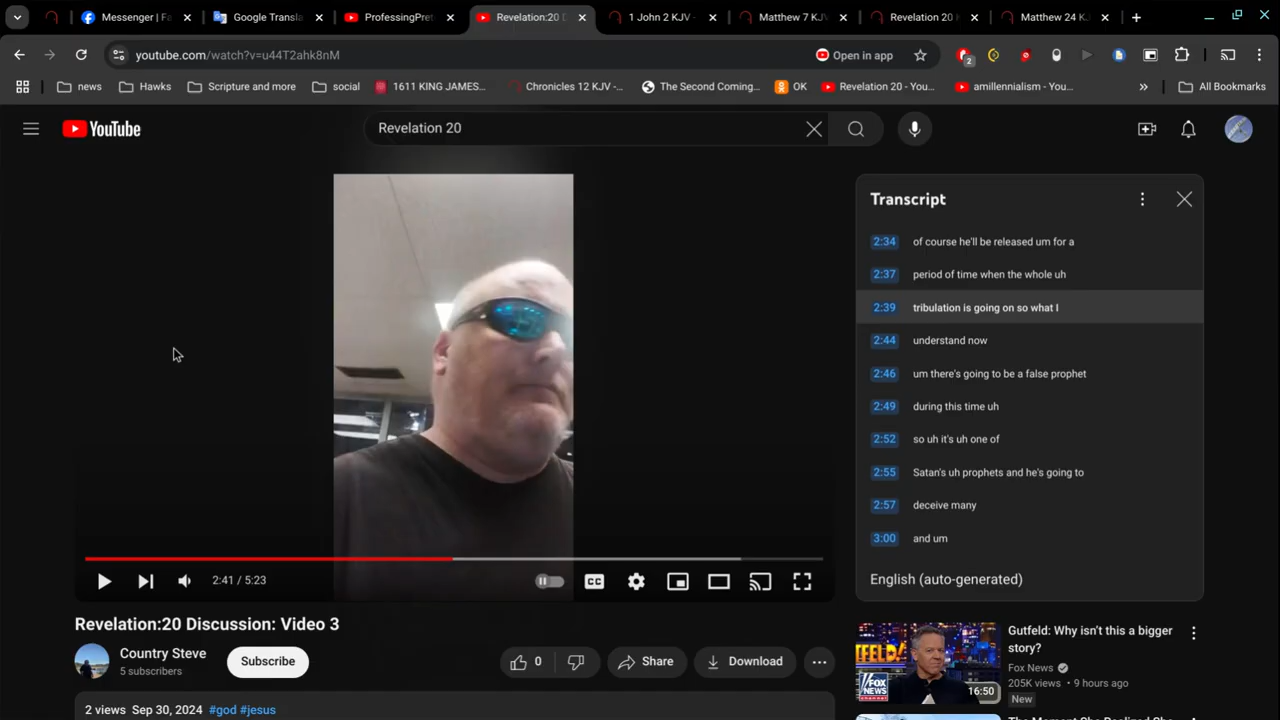 Messenger | Fa
Google Transla
ProfessingPret
Revelation:20 D
1 John 2 KJV -
Matthew 7 KJV
Revelation 20 K
Matthew 24 KJ
youtube.com/watch?v=u44T2ahk8nM
Open in app
2
news
Hawks
Scripture and more
social
1611 KING JAMES...
Chronicles 12 KJV -...
The Second Coming...
OK
Revelation 20 - You...
amillennialism - You...
»
All Bookmarks
YouTube
Revelation 20
Transcript
2:34 of course he'll be released um for a
2:37 period of time when the whole uh
2:39 tribulation is going on so what I
2:44 understand now
2:46 um there's going to be a false prophet
2:49 during this time uh
2:52 so uh it's uh one of
2:55 Satan's uh prophets and he's going to
2:57 deceive many
3:00 and um
English (auto-generated)
2:41 / 5:23
CC
Revelation:20 Discussion: Video 3
Country Steve
5 subscribers
Subscribe
0
Share
Download
2 views Sep 30, 2024 #god #jesus
Gutfeld: Why isn't this a bigger
story?
Fox News
205K views • 9 hours ago
New
16:50